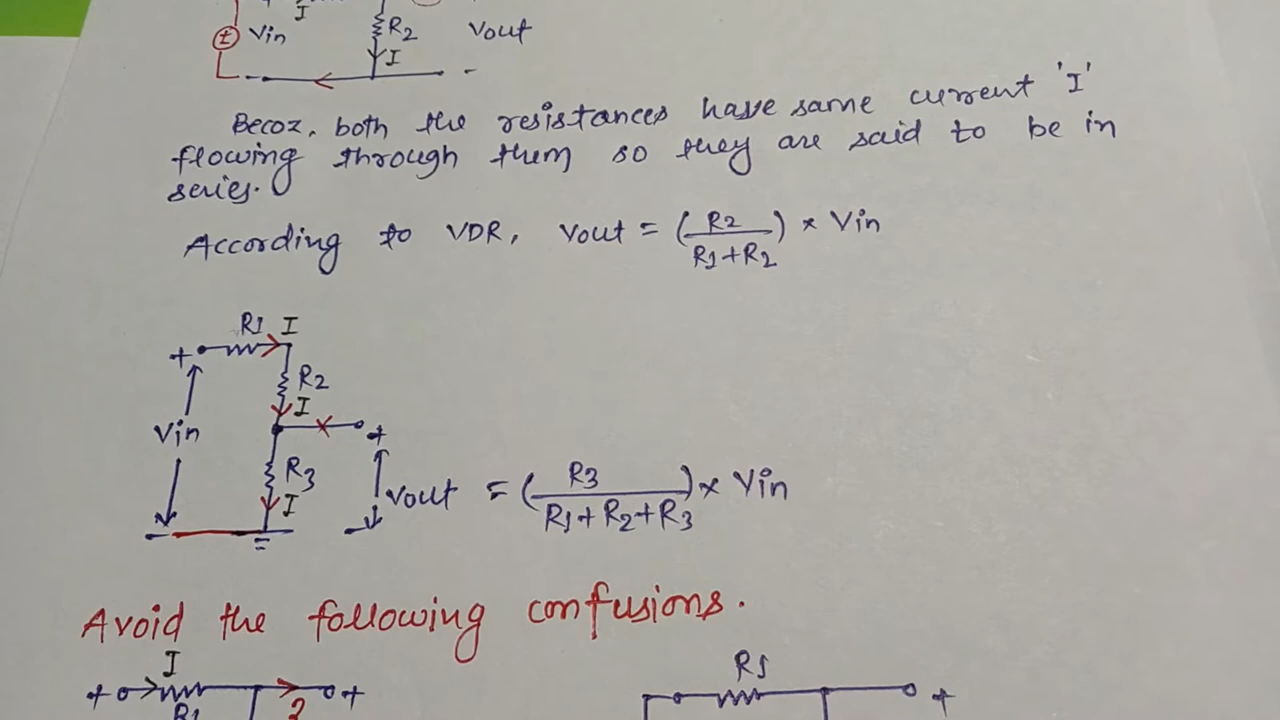 I
± Vin R2 Vout
I
- -
Becoz, both the resistances have same current 'I'
flowing through them so they are said to be in
series.
According to VDR, Vout = (R2 / R1+R2) × Vin
R1 I
+
R2
I
Vin
+
R3
I
Vout = (R3 / R1+R2+R3) × Vin
- -
Avoid the following confusions.
I
+ +
R1 ?
R1
+